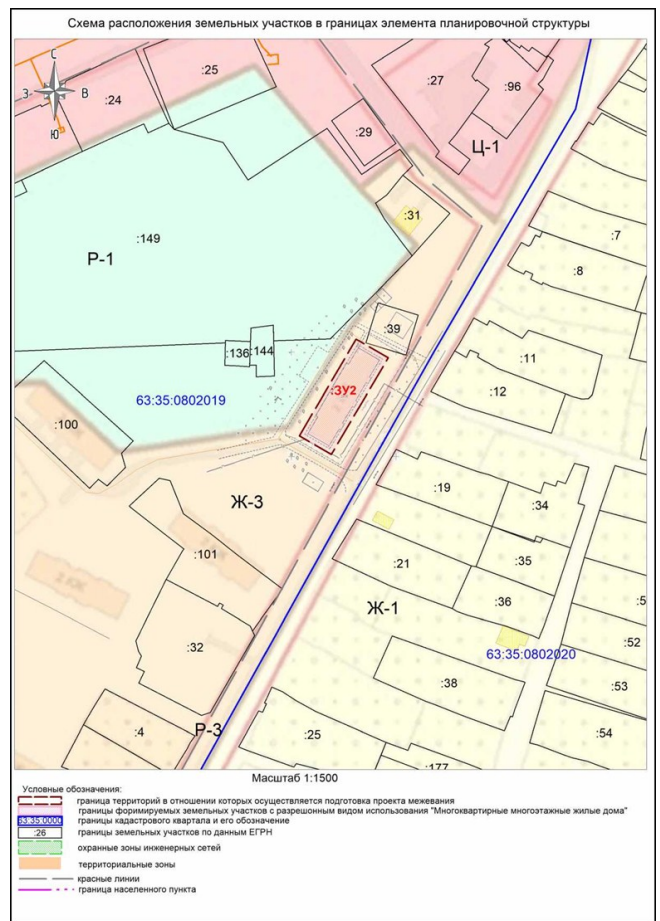 Схема расположения земельных участков в границах элемента планировочной структуры
С
З
В
Ю
:24
:25
:27
:96
:29
Ц-1
:31
:7
:149
Р-1
:8
:39
:136
:144
:11
:12
:ЗУ2
63:35:0802019
:100
:19
:34
Ж-3
:101
:35
:21
:36
Ж-1
2 КЖ
:32
:52
63:35:0802020
:38
:53
:4
Р-3
:25
:54
:177
Масштаб 1:1500
Условные обозначения:
граница территорий в отношении которых осуществляется подготовка проекта межевания
границы формируемых земельных участков с разрешонным видом использования "Многоквартирные многоэтажные жилые дома"
63:35:0000 границы кадастрового квартала и его обозначение
:26 границы земельных участков по данным ЕГРН
охранные зоны инженерных сетей
территориальные зоны
красные линии
граница населенного пункта